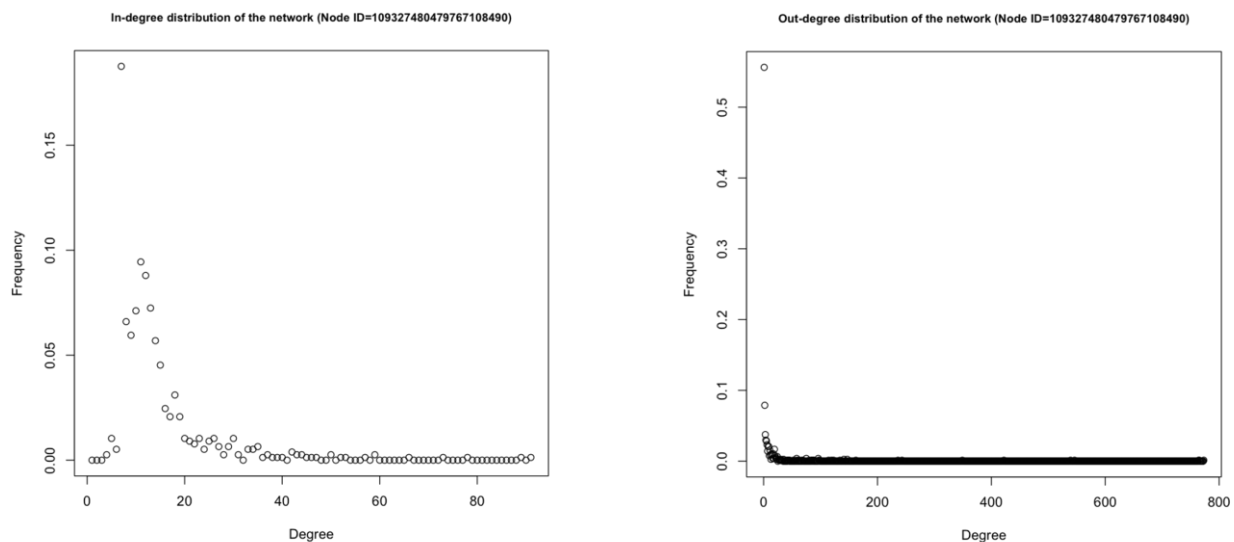 In-degree distribution of the network (Node ID=109327480479767108490)
Frequency
0.15
0.10
0.05
0.00
0 20 40 60 80
Degree
Out-degree distribution of the network (Node ID=109327480479767108490)
Frequency
0.5
0.4
0.3
0.2
0.1
0.0
0 200 400 600 800
Degree